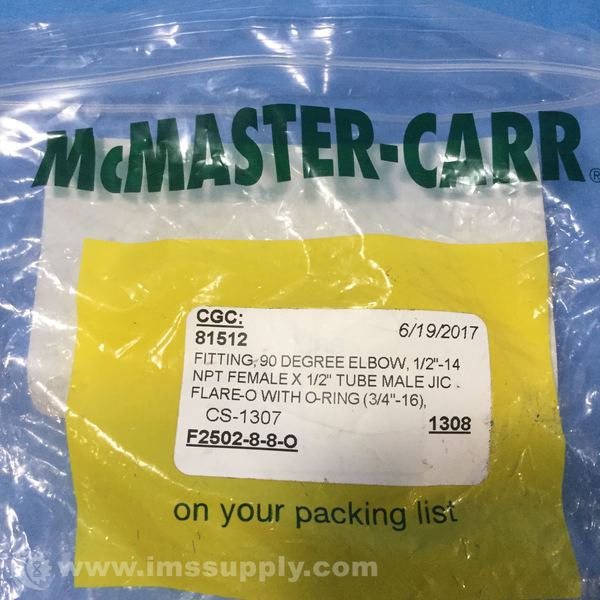 McMASTER-CARR®
CGC:
81512 6/19/2017
FITTING, 90 DEGREE ELBOW, 1/2"-14
NPT FEMALE X 1/2" TUBE MALE JIC
FLARE-O WITH O-RING (3/4"-16),
CS-1307 1308
F2502-8-8-O
on your packing list
www.imssupply.com